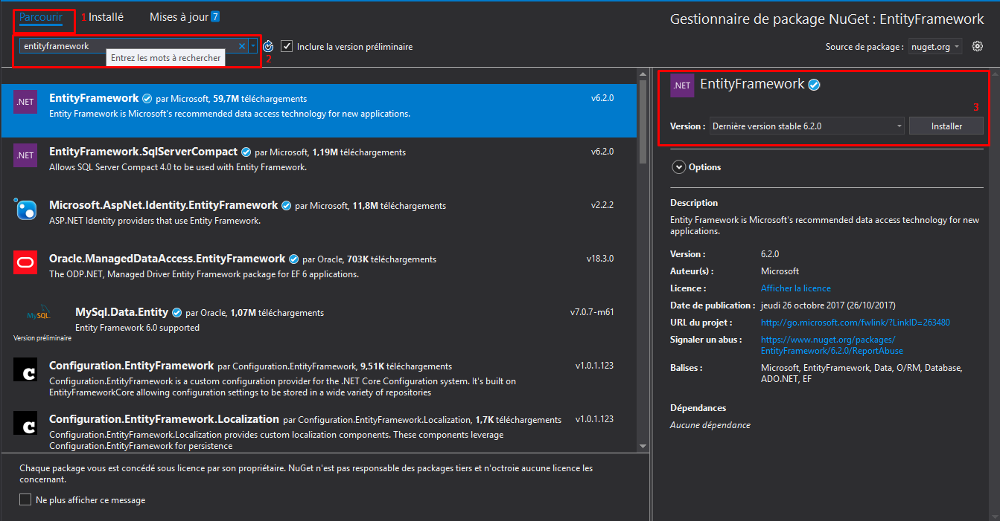 Parcourir 1 Installé Mises à jour 7
Gestionnaire de package NuGet : EntityFramework
entityframework 2 Inclure la version préliminaire
Entrez les mots à rechercher
Source de package : nuget.org
.NET EntityFramework par Microsoft, 59,7M téléchargements v6.2.0
Entity Framework is Microsoft's recommended data access technology for new applications.
.NET EntityFramework.SqlServerCompact par Microsoft, 1,19M téléchargements v6.2.0
Allows SQL Server Compact 4.0 to be used with Entity Framework.
Microsoft.AspNet.Identity.EntityFramework par Microsoft, 11,8M téléchargements v2.2.2
ASP.NET Identity providers that use Entity Framework.
Oracle.ManagedDataAccess.EntityFramework par Oracle, 703K téléchargements v18.3.0
The ODP.NET, Managed Driver Entity Framework package for EF 6 applications.
MySQL MySql.Data.Entity par Oracle, 1,07M téléchargements v7.0.7-m61
Entity Framework 6.0 supported
Version préliminaire
c Configuration.EntityFramework par Configuration.EntityFramework, 9,51K téléchargements v1.0.1.123
Configuration.EntityFramework is a custom configuration provider for the .NET Core Configuration system. It's built on
EntityFrameworkCore allowing configuration settings to be stored in a wide variety of repositories
c Configuration.EntityFramework.Localization par Configuration.EntityFramework.Localization, 1,7K téléchargements v1.0.1.123
Configuration.EntityFramework.Localization provides custom localization components. These components leverage
Configuration.EntityFramework for persistence
Chaque package vous est concédé sous licence par son propriétaire. NuGet n'est pas responsable des packages tiers et n'octroie aucune licence les
concernant.
Ne plus afficher ce message
.NET EntityFramework
3
Version : Dernière version stable 6.2.0 Installer
Options
Description
Entity Framework is Microsoft's recommended data access technology for new
applications.
Version : 6.2.0
Auteur(s) : Microsoft
Licence : Afficher la licence
Date de publication : jeudi 26 octobre 2017 (26/10/2017)
URL du projet : http://go.microsoft.com/fwlink/?LinkID=263480
Signaler un abus : https://www.nuget.org/packages/
EntityFramework/6.2.0/ReportAbuse
Balises : Microsoft, EntityFramework, Data, O/RM, Database,
ADO.NET, EF
Dépendances
Aucune dépendance